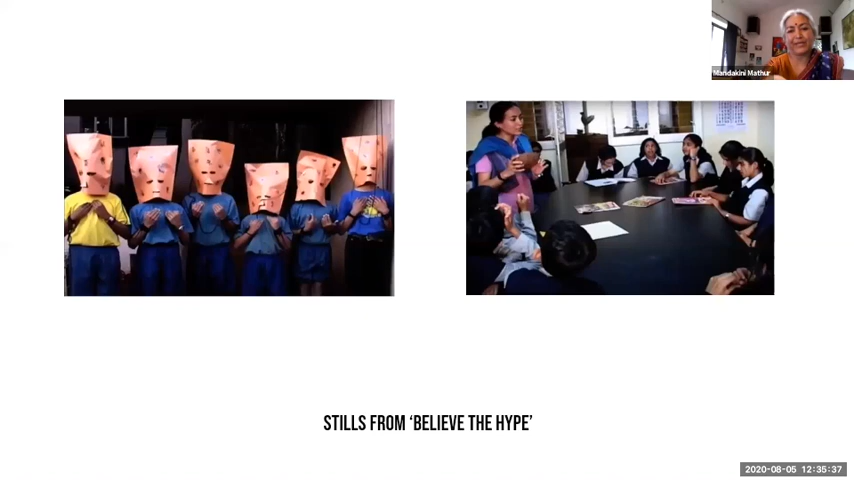 Mandakini Mathur
STILLS FROM ‘BELIEVE THE HYPE’
2020-08-05 12:35:37